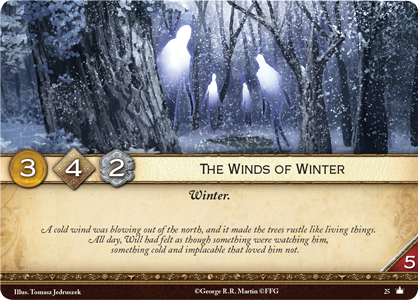 3 4 2 THE WINDS OF WINTER
Winter.
A cold wind was blowing out of the north, and it made the trees rustle like living things.
All day, Will had felt as though something were watching him,
something cold and implacable that loved him not.
5
Illus. Tomasz Jedruszek ©George R.R. Martin ©FFG 25